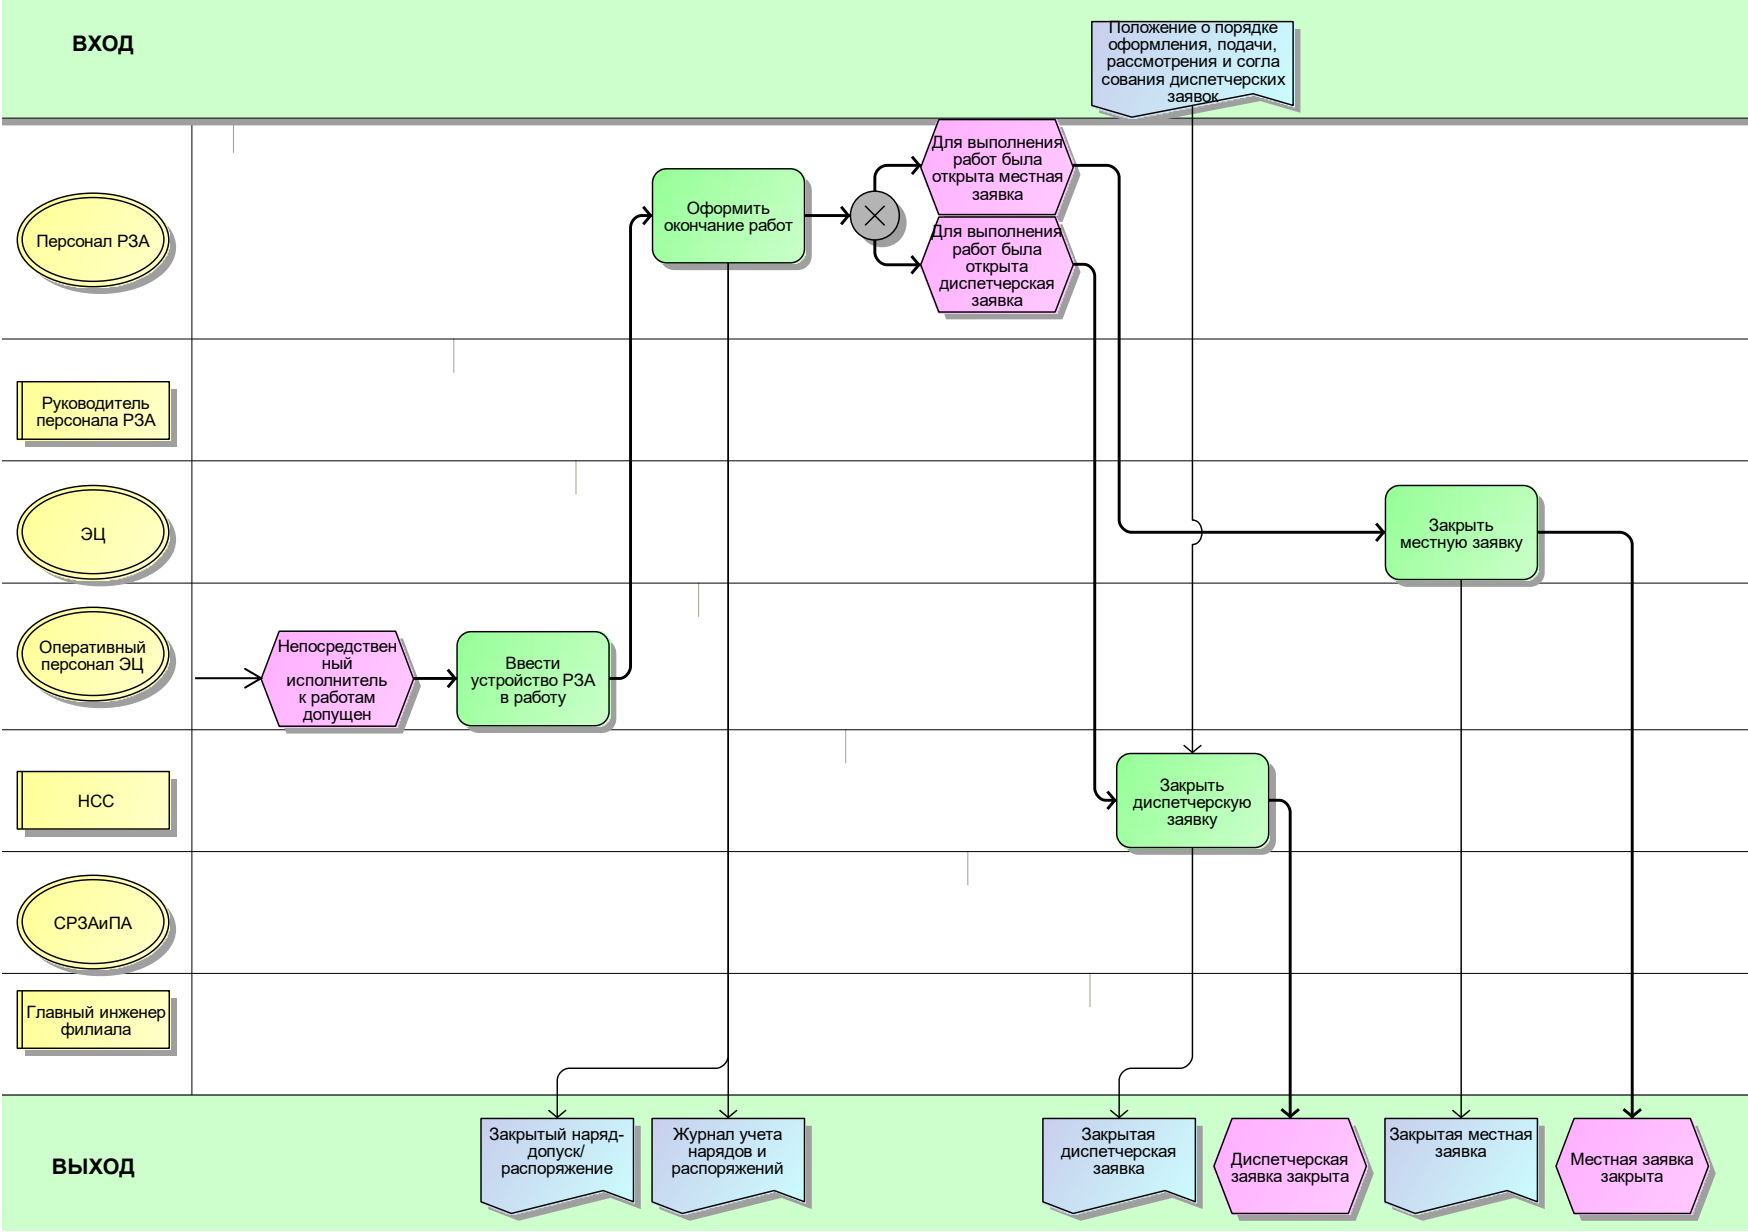 ВХОД
Положение о порядке
оформления, подачи,
рассмотрения и согла
сования диспетчерских
заявок
Персонал РЗА
Оформить
окончание работ
Для выполнения
работ была
открыта местная
заявка
Для выполнения
работ была
открыта
диспетчерская
заявка
Руководитель
персонала РЗА
ЭЦ
Закрыть
местную заявку
Оперативный
персонал ЭЦ
Непосредствен
ный
исполнитель
к работам
допущен
Ввести
устройство РЗА
в работу
НСС
Закрыть
диспетчерскую
заявку
СРЗАиПА
Главный инженер
филиала
ВЫХОД
Закрытый наряд-
допуск/
распоряжение
Журнал учета
нарядов и
распоряжений
Закрытая
диспетчерская
заявка
Диспетчерская
заявка закрыта
Закрытая местная
заявка
Местная заявка
закрыта